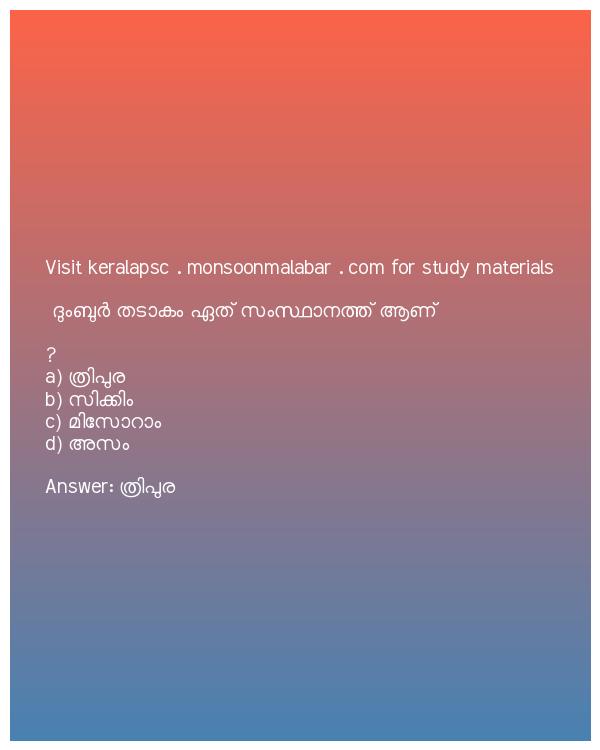 Visit keralapsc . monsoonmalabar . com for study materials
ദുംബുർ തടാകം ഏത് സംസ്ഥാനത്ത് ആണ്
?
a) ത്രിപുര
b) സിക്കിം
c) മിസോറാം
d) അസം
Answer: ത്രിപുര